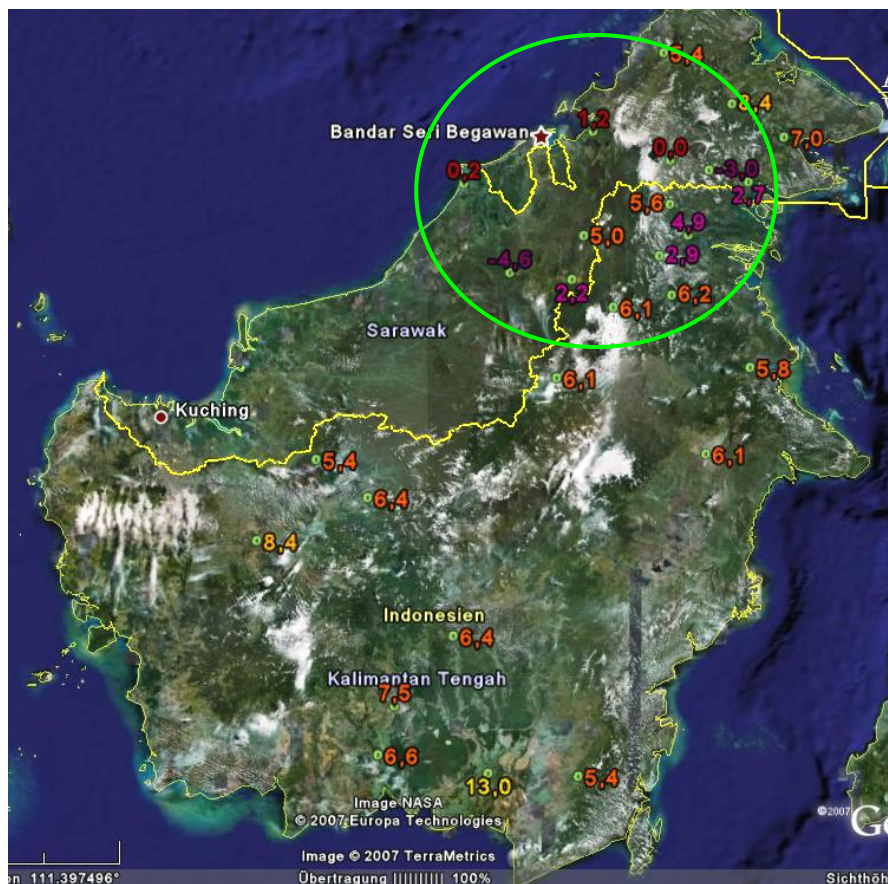 5,4
8,4
1,2
Bandar Seri Begawan
7,0
0,0
0,2
-3,0
2,7
5,6
4,9
5,0
-4,6
2,9
2,2
6,2
6,1
Sarawak
6,1
5,8
Kuching
5,4
6,1
6,4
8,4
Indonesien
6,4
Kalimantan Tengah
7,5
6,6
5,4
13,0
Image NASA
© 2007 Europa Technologies
©2007
Image © 2007 TerraMetrics
on 111.397496°
Übertragung |||||||||| 100%
Sichthöh